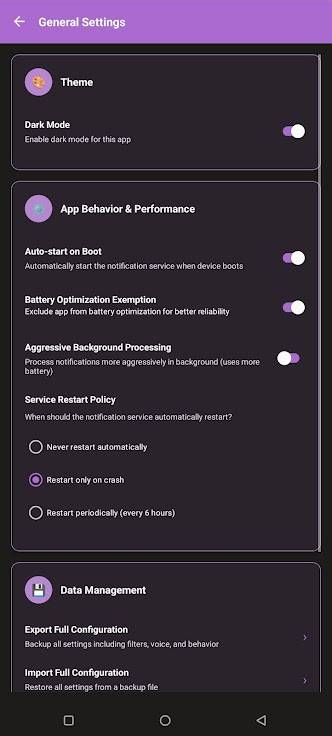 General Settings
Theme
Dark Mode
Enable dark mode for this app
App Behavior & Performance
Auto-start on Boot
Automatically start the notification service when device boots
Battery Optimization Exemption
Exclude app from battery optimization for better reliability
Aggressive Background Processing
Process notifications more aggressively in background (uses more
battery)
Service Restart Policy
When should the notification service automatically restart?
Never restart automatically
Restart only on crash
Restart periodically (every 6 hours)
Data Management
Export Full Configuration
Backup all settings including filters, voice, and behavior
Import Full Configuration
Restore all settings from a backup file